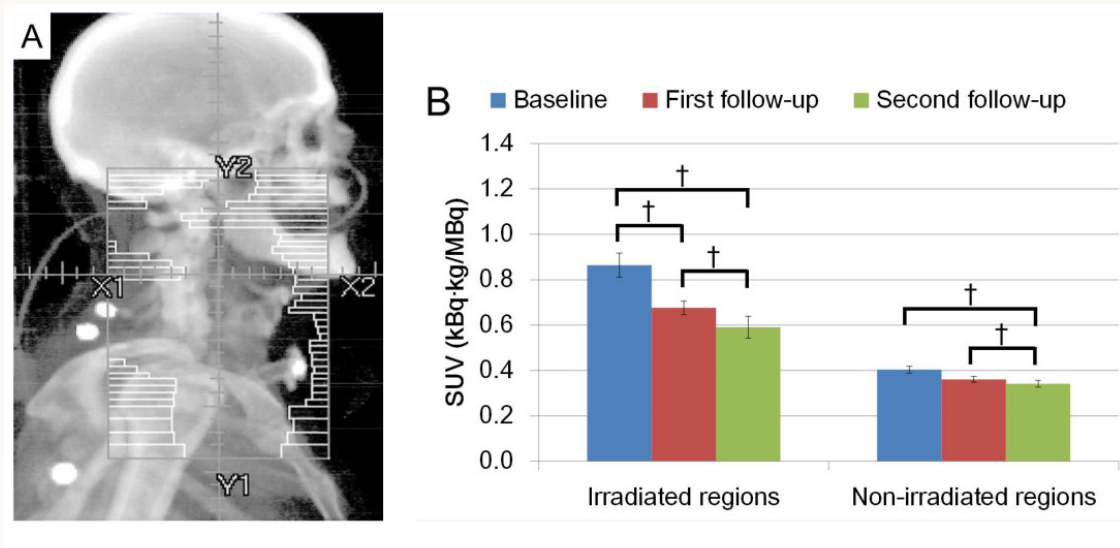 A
Y2
X1
X2
Y1
B
Baseline
First follow-up
Second follow-up
SUV (kBq·kg/MBq)
1.4
1.2
1.0
0.8
0.6
0.4
0.2
0.0
†
†
†
†
†
Irradiated regions
Non-irradiated regions